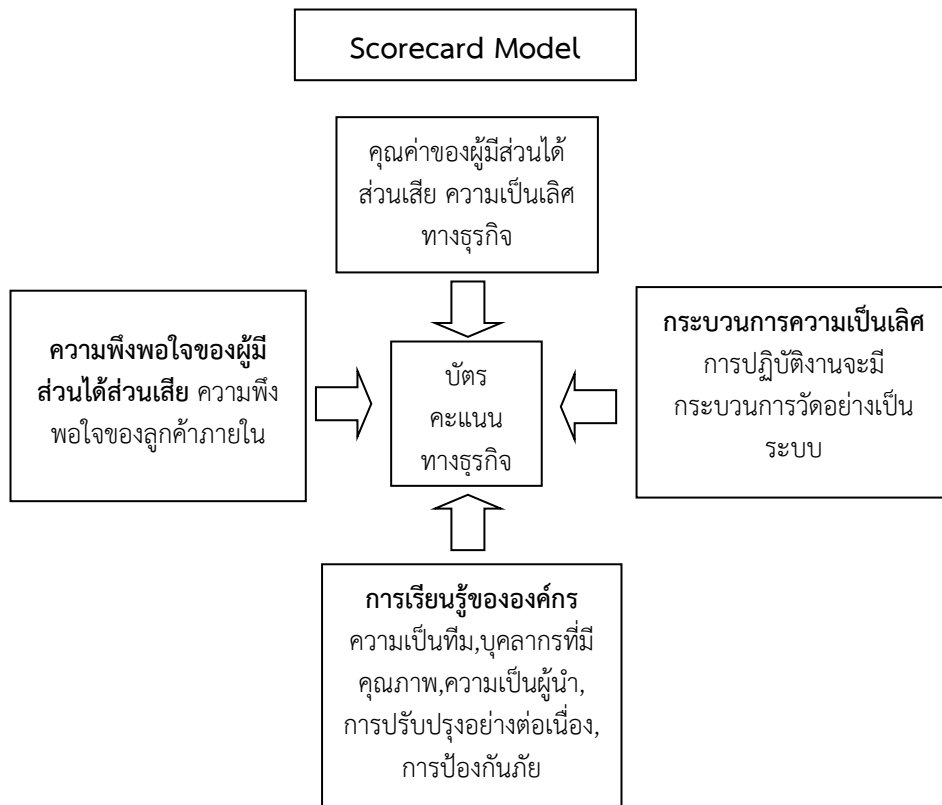 Scorecard Model
คุณค่าของผู้มีส่วนได้
ส่วนเสีย ความเป็นเลิศ
ทางธุรกิจ
ความพึงพอใจของผู้มี
ส่วนได้ส่วนเสีย ความพึง
พอใจของลูกค้าภายใน
บัตร
คะแนน
ทางธุรกิจ
กระบวนการความเป็นเลิศ
การปฏิบัติงานจะมี
กระบวนการวัดอย่างเป็น
ระบบ
การเรียนรู้ขององค์กร
ความเป็นทีม,บุคลากรที่มี
คุณภาพ,ความเป็นผู้นำ,
การปรับปรุงอย่างต่อเนื่อง,
การป้องกันภัย